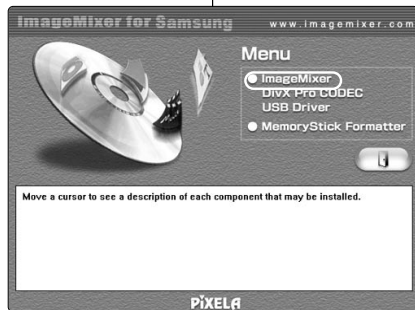 ImageMixer for Samsung
www.imagemixer.com
Menu
ImageMixer
DivX Pro CODEC
USB Driver
MemoryStick Formatter
Move a cursor to see a description of each component that may be installed.
PIXELA